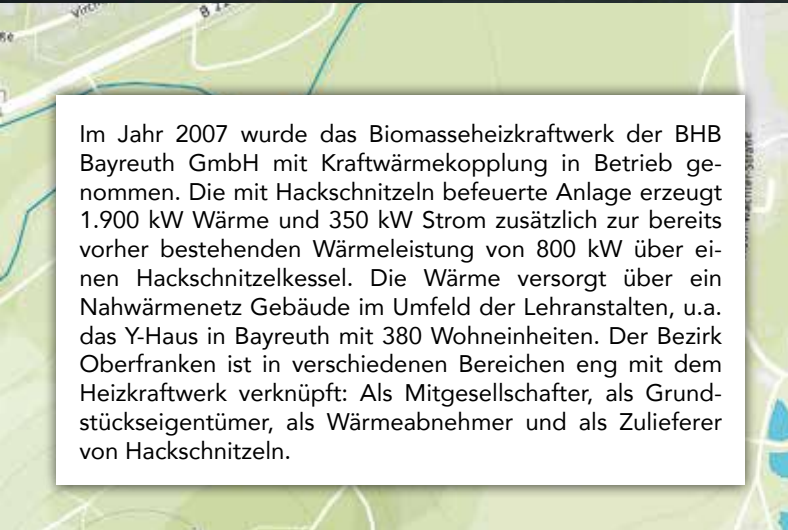 B 2
Im Jahr 2007 wurde das Biomasseheizkraftwerk der BHB
Bayreuth GmbH mit Kraftwärmekopplung in Betrieb ge-
nommen. Die mit Hackschnitzeln befeuerte Anlage erzeugt
1.900 kW Wärme und 350 kW Strom zusätzlich zur bereits
vorher bestehenden Wärmeleistung von 800 kW über ei-
nen Hackschnitzelkessel. Die Wärme versorgt über ein
Nahwärmenetz Gebäude im Umfeld der Lehranstalten, u.a.
das Y-Haus in Bayreuth mit 380 Wohneinheiten. Der Bezirk
Oberfranken ist in verschiedenen Bereichen eng mit dem
Heizkraftwerk verknüpft: Als Mitgesellschafter, als Grund-
stückseigentümer, als Wärmeabnehmer und als Zulieferer
von Hackschnitzeln.